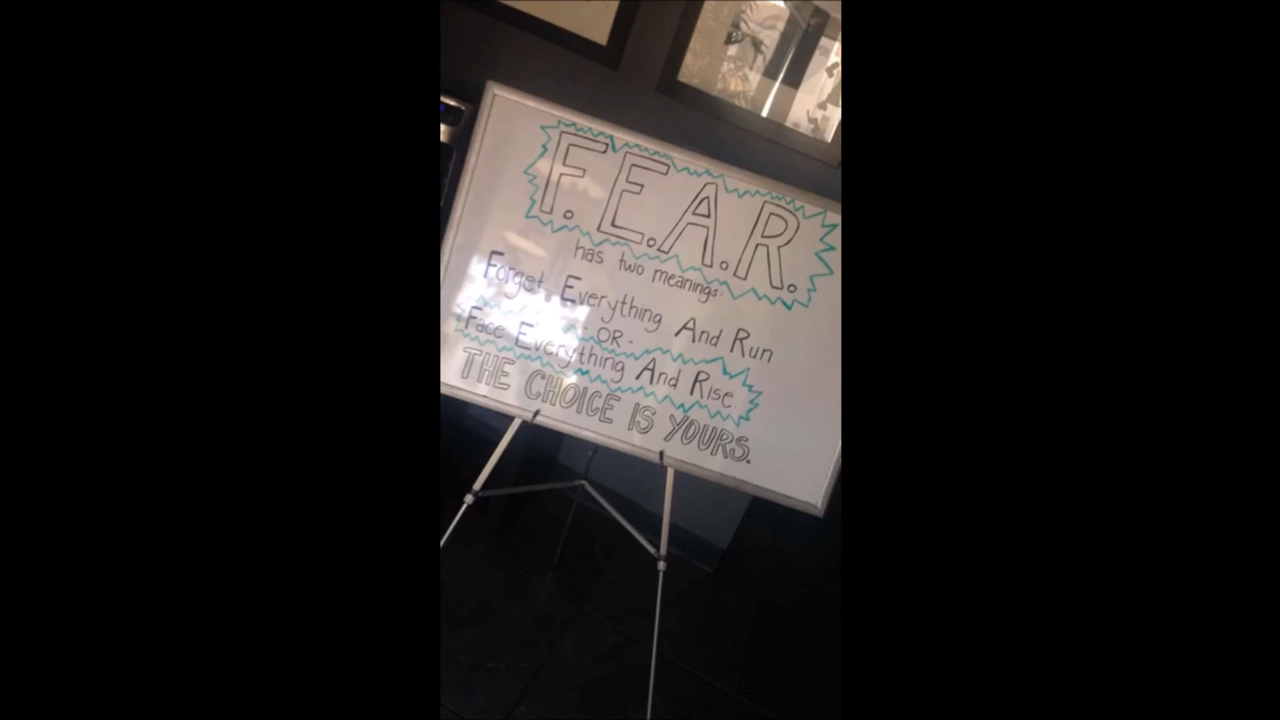 F.E.A.R.
has two meanings:
Forget Everything And Run
- OR -
Face Everything And Rise.
THE CHOICE IS YOURS.